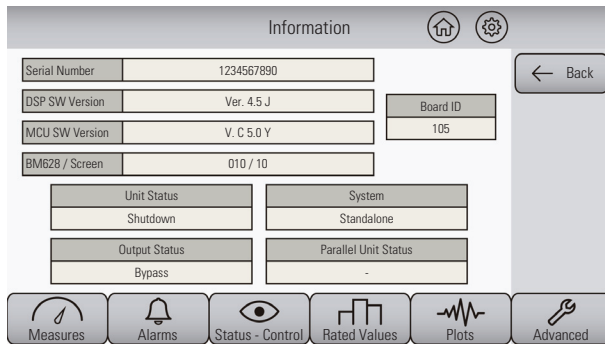 Information
Serial Number 1234567890
Back
DSP SW Version Ver. 4.5 J
Board ID
MCU SW Version V. C 5.0 Y
105
BM628 / Screen 010 / 10
Unit Status System
Shutdown Standalone
Output Status Parallel Unit Status
Bypass -
Measures Alarms Status - Control Rated Values Plots Advanced